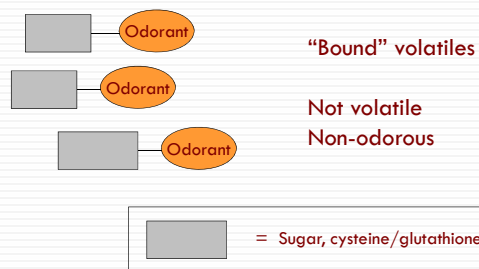 Odorant
"Bound" volatiles
Odorant
Not volatile
Non-odorous
Odorant
= Sugar, cysteine/glutathione